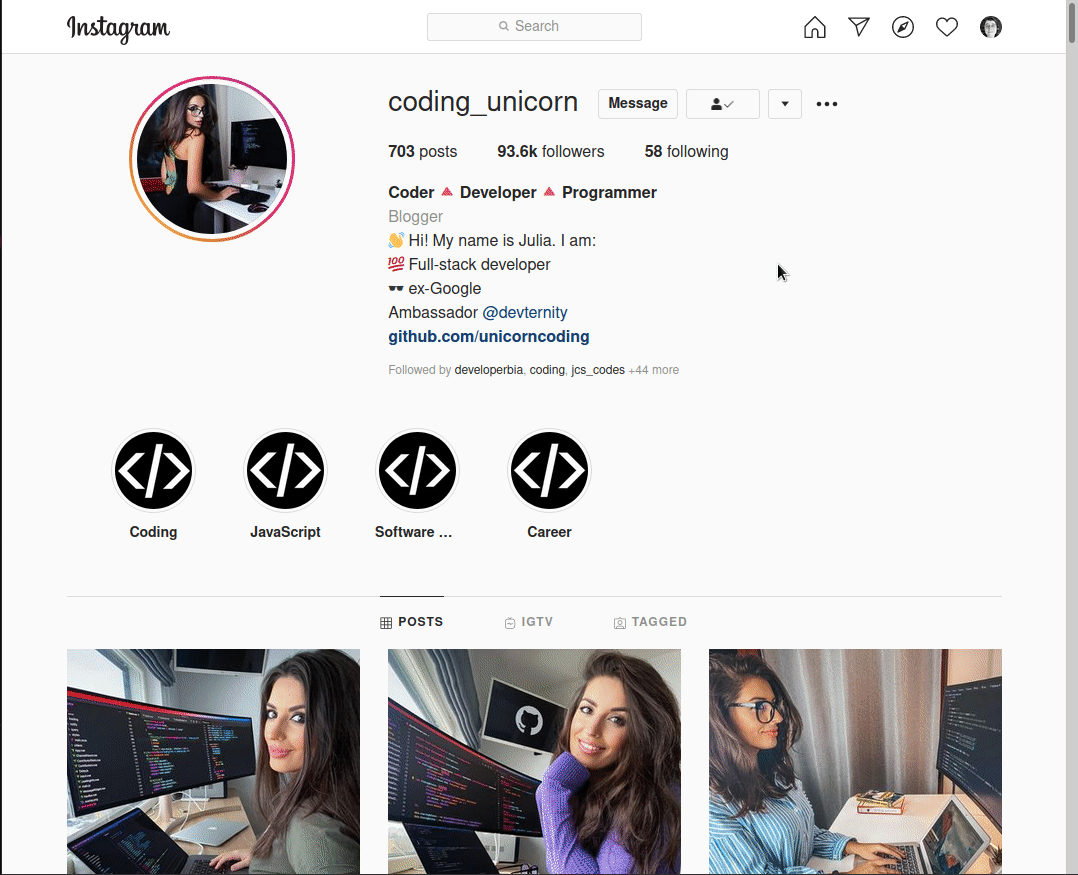 Instagram
Search
coding_unicorn Message
703 posts 93.6k followers 58 following
Coder 🔺 Developer 🔺 Programmer
Blogger
👋 Hi! My name is Julia. I am:
💯 Full-stack developer
🕶️ ex-Google
Ambassador @devternity
github.com/unicorncoding
Followed by developerbia, coding, jcs_codes +44 more
Coding JavaScript Software ... Career
POSTS IGTV TAGGED